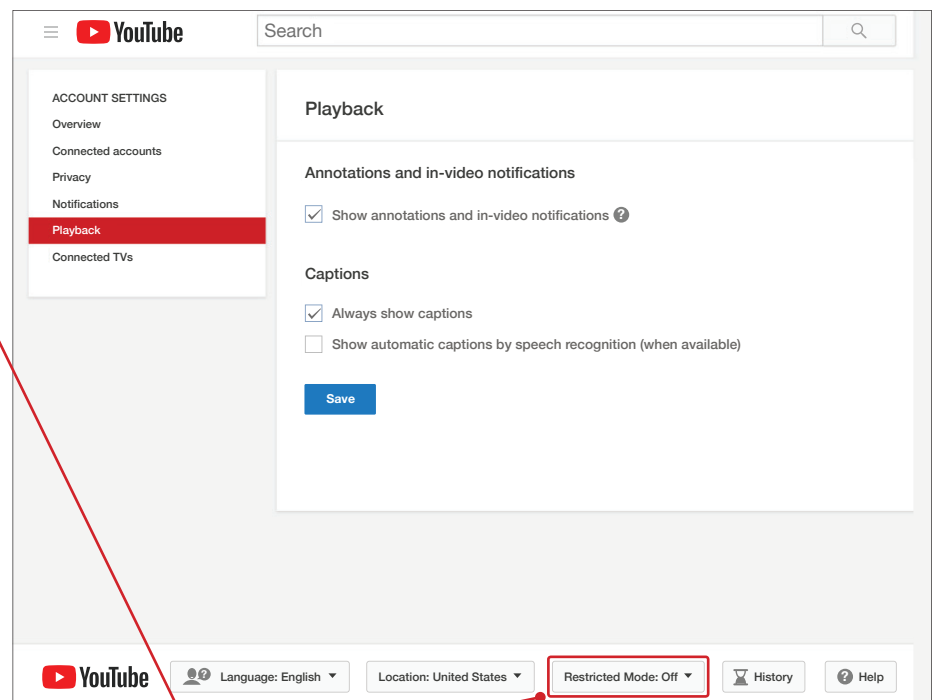 YouTube
Search
ACCOUNT SETTINGS
Overview
Connected accounts
Privacy
Notifications
Playback
Connected TVs
Playback
Annotations and in-video notifications
Show annotations and in-video notifications ?
Captions
Always show captions
Show automatic captions by speech recognition (when available)
Save
YouTube ? Language: English Location: United States Restricted Mode: Off History ? Help